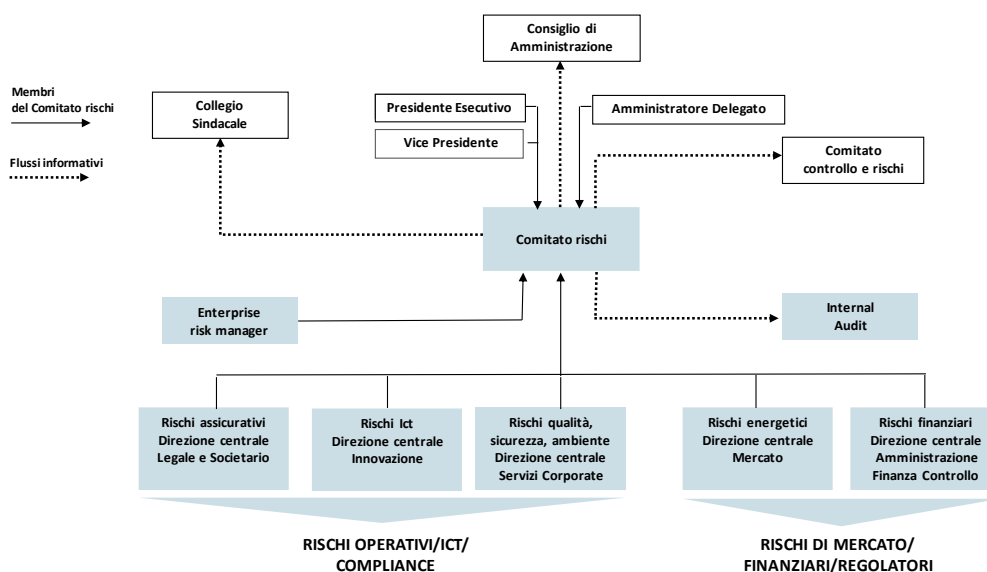 Consiglio di
Amministrazione
Membri
del Comitato rischi
Collegio
Sindacale
Presidente Esecutivo
Amministratore Delegato
Vice Presidente
Flussi informativi
Comitato
controllo e rischi
Comitato rischi
Enterprise
risk manager
Internal
Audit
Rischi assicurativi
Direzione centrale
Legale e Societario
Rischi Ict
Direzione centrale
Innovazione
Rischi qualità,
sicurezza, ambiente
Direzione centrale
Servizi Corporate
Rischi energetici
Direzione centrale
Mercato
Rischi finanziari
Direzione centrale
Amministrazione
Finanza Controllo
RISCHI OPERATIVI/ICT/
COMPLIANCE
RISCHI DI MERCATO/
FINANZIARI/REGOLATORI